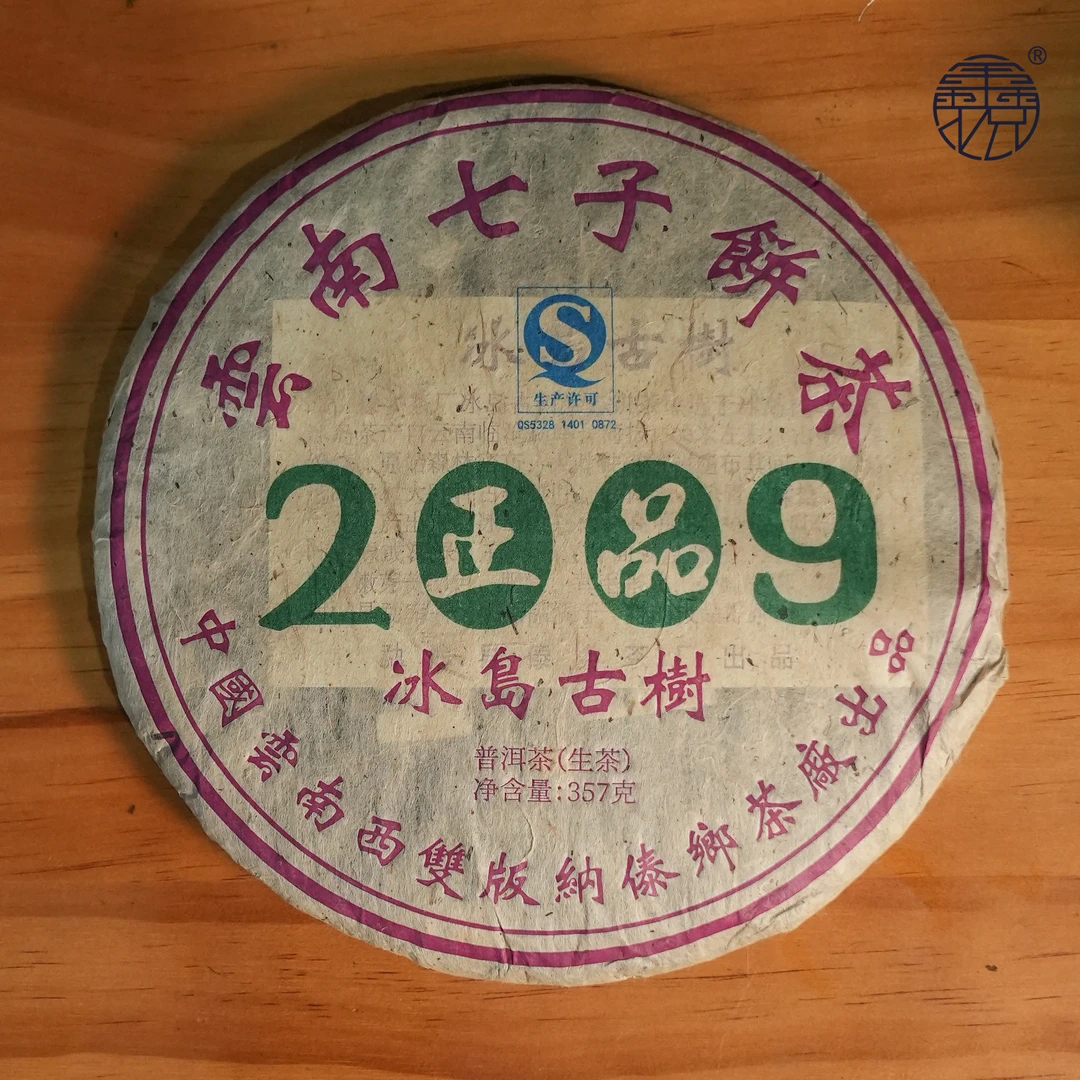 雲南七子餅茶
生产许可
QS5328 1401 0872
2正品9
冰島古樹
普洱茶(生茶)
净含量:357克
中國雲南西雙版納傣鄉茶廠
品
®